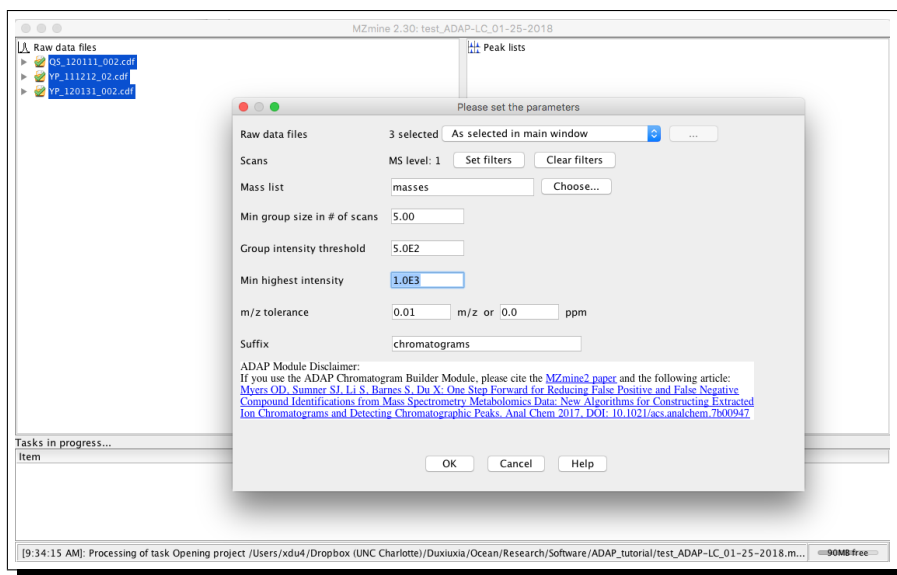 MZmine 2.30: test_ADAP-LC_01-25-2018
Raw data files
QS_120111_002.cdf
YP_111212_02.cdf
YP_120131_002.cdf
Peak lists
Please set the parameters
Raw data files 3 selected As selected in main window ...
Scans MS level: 1 Set filters Clear filters
Mass list masses Choose...
Min group size in # of scans 5.00
Group intensity threshold 5.0E2
Min highest intensity 1.0E3
m/z tolerance 0.01 m/z or 0.0 ppm
Suffix chromatograms
ADAP Module Disclaimer:
If you use the ADAP Chromatogram Builder Module, please cite the MZmine2 paper and the following article:
Myers OD, Sumner SJ, Li S, Barnes S, Du X: One Step Forward for Reducing False Positive and False Negative
Compound Identifications from Mass Spectrometry Metabolomics Data: New Algorithms for Constructing Extracted
Ion Chromatograms and Detecting Chromatographic Peaks. Anal Chem 2017, DOI: 10.1021/acs.analchem.7b00947
OK Cancel Help
Tasks in progress...
Item
[9:34:15 AM]: Processing of task Opening project /Users/xdu4/Dropbox (UNC Charlotte)/Duxiuxia/Ocean/Research/Software/ADAP_tutorial/test_ADAP-LC_01-25-2018.m... 90MB free